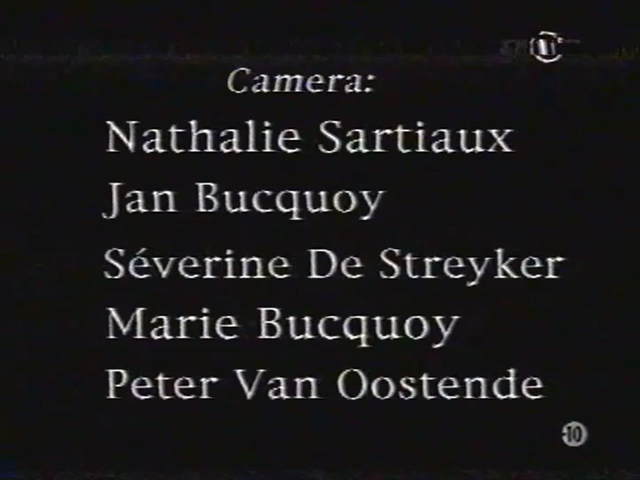 Camera:
Nathalie Sartiaux
Jan Bucquoy
Séverine De Streyker
Marie Bucquoy
Peter Van Oostende
-10